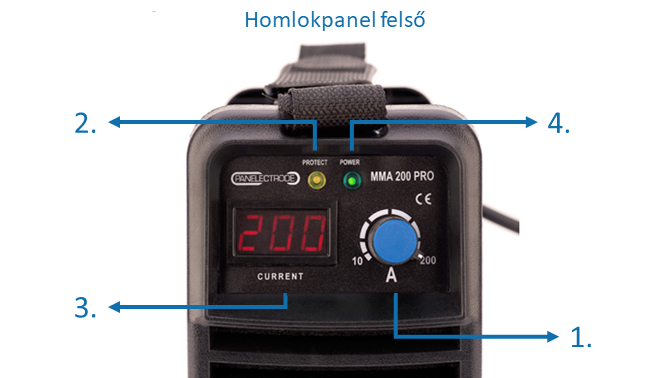 Homlokpanel felső
2.
4.
PROTECT
POWER
PANELECTRODE
MMA 200 PRO
CE
200
10
200
CURRENT
A
3.
1.